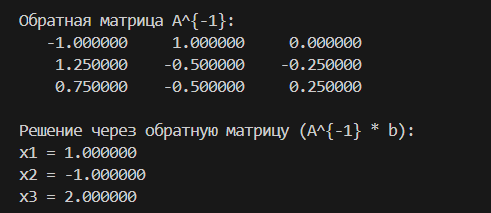 Обратная матрица A^{-1}:
-1.000000 1.000000 0.000000
1.250000 -0.500000 -0.250000
0.750000 -0.500000 0.250000
Решение через обратную матрицу (A^{-1} * b):
x1 = 1.000000
x2 = -1.000000
x3 = 2.000000